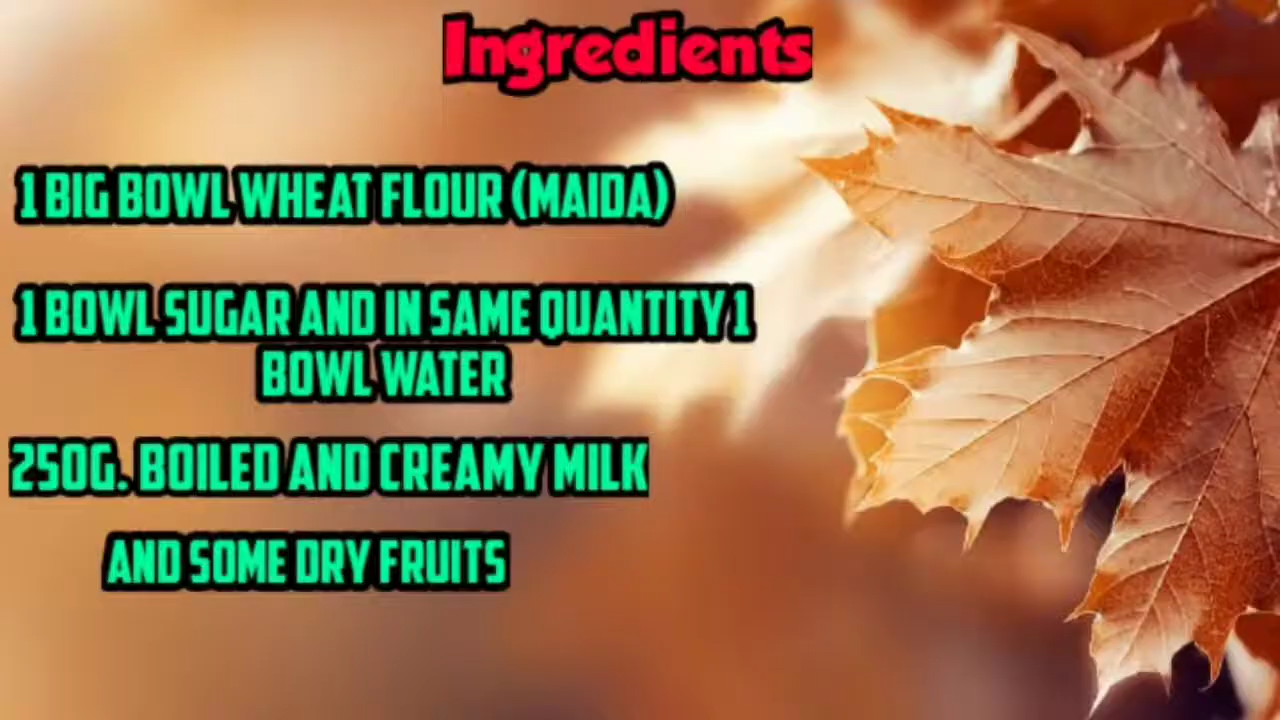 Ingredients
1 BIG BOWL WHEAT FLOUR (MAIDA)
1 BOWL SUGAR AND IN SAME QUANTITY 1
BOWL WATER
250G. BOILED AND CREAMY MILK
AND SOME DRY FRUITS